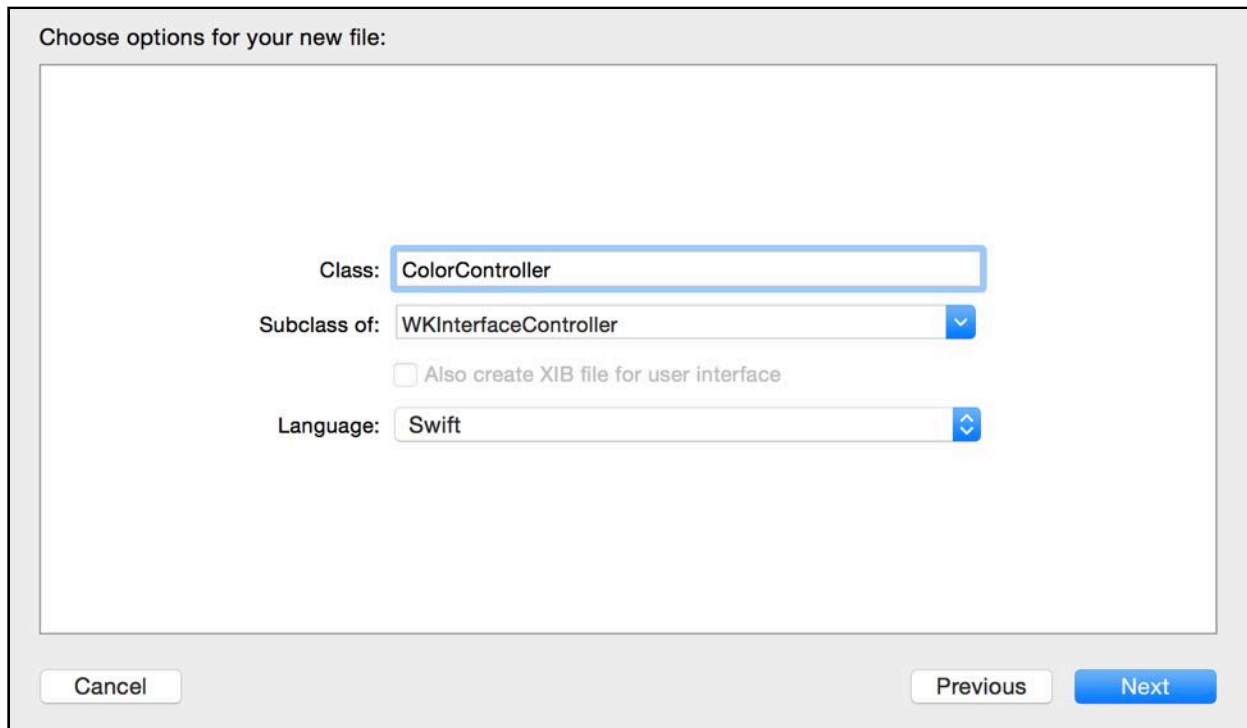 Choose options for your new file:
Class: ColorController
Subclass of: WKInterfaceController
Also create XIB file for user interface
Language: Swift
Cancel Previous Next